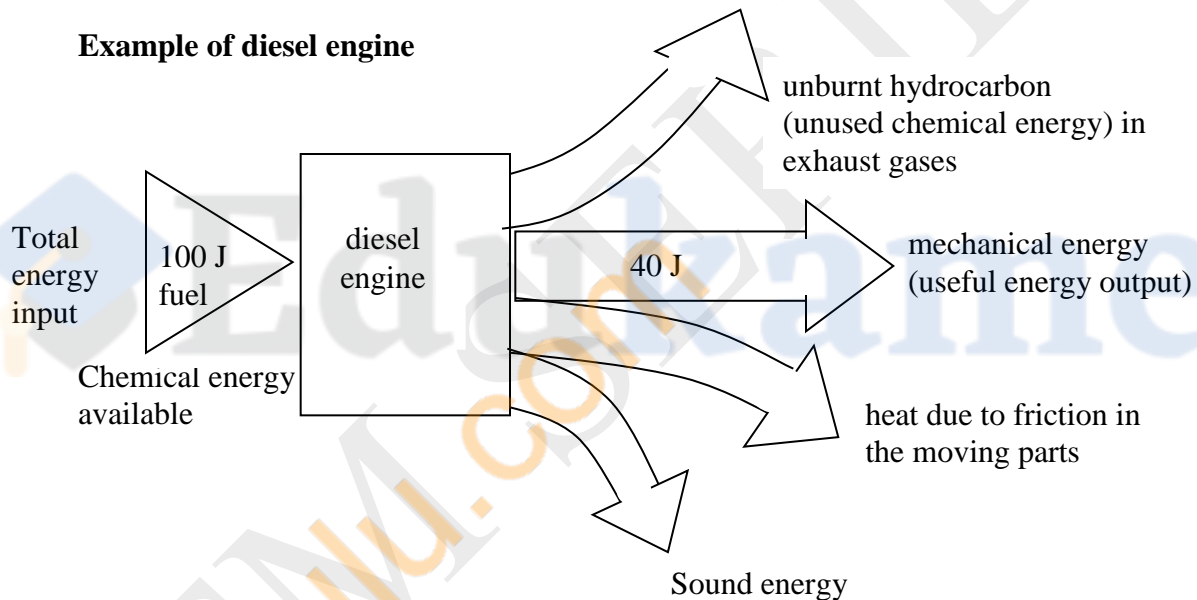 Example of diesel engine
unburnt hydrocarbon
(unused chemical energy) in
exhaust gases
Total
energy
input
100 J
fuel
diesel
engine
40 J
mechanical energy
(useful energy output)
Chemical energy
available
heat due to friction in
the moving parts
Sound energy
Edukame